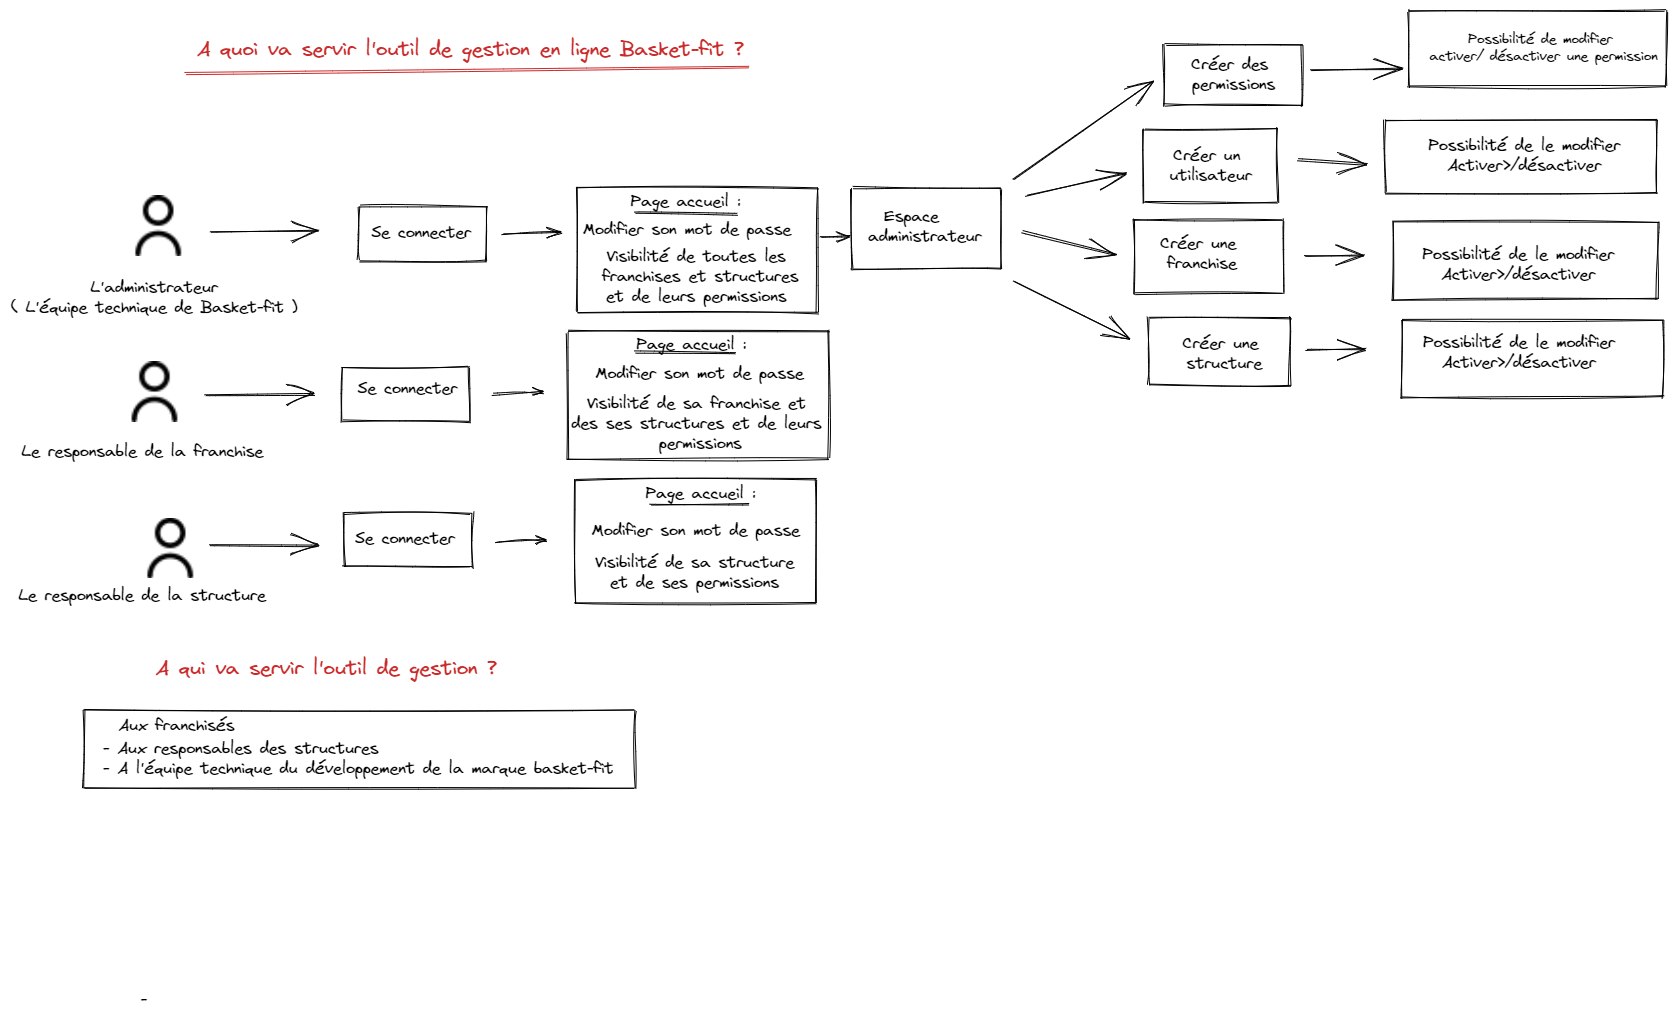 A quoi va servir l'outil de gestion en ligne Basket-fit ?
L'administrateur
( L'équipe technique de Basket-fit )
Se connecter
Page accueil :
Modifier son mot de passe
Visibilité de toutes les
franchises et structures
et de leurs permissions
Espace
administrateur
Créer des
permissions
Possibilité de modifier
activer/ désactiver une permission
Créer un
utilisateur
Possibilité de le modifier
Activer>/désactiver
Créer une
franchise
Possibilité de le modifier
Activer>/désactiver
Créer une
structure
Possibilité de le modifier
Activer>/désactiver
Le responsable de la franchise
Se connecter
Page accueil :
Modifier son mot de passe
Visibilité de sa franchise et
des ses structures et de leurs
permissions
Le responsable de la structure
Se connecter
Page accueil :
Modifier son mot de passe
Visibilité de sa structure
et de ses permissions
A qui va servir l'outil de gestion ?
Aux franchisés
- Aux responsables des structures
- A l'équipe technique du développement de la marque basket-fit
-